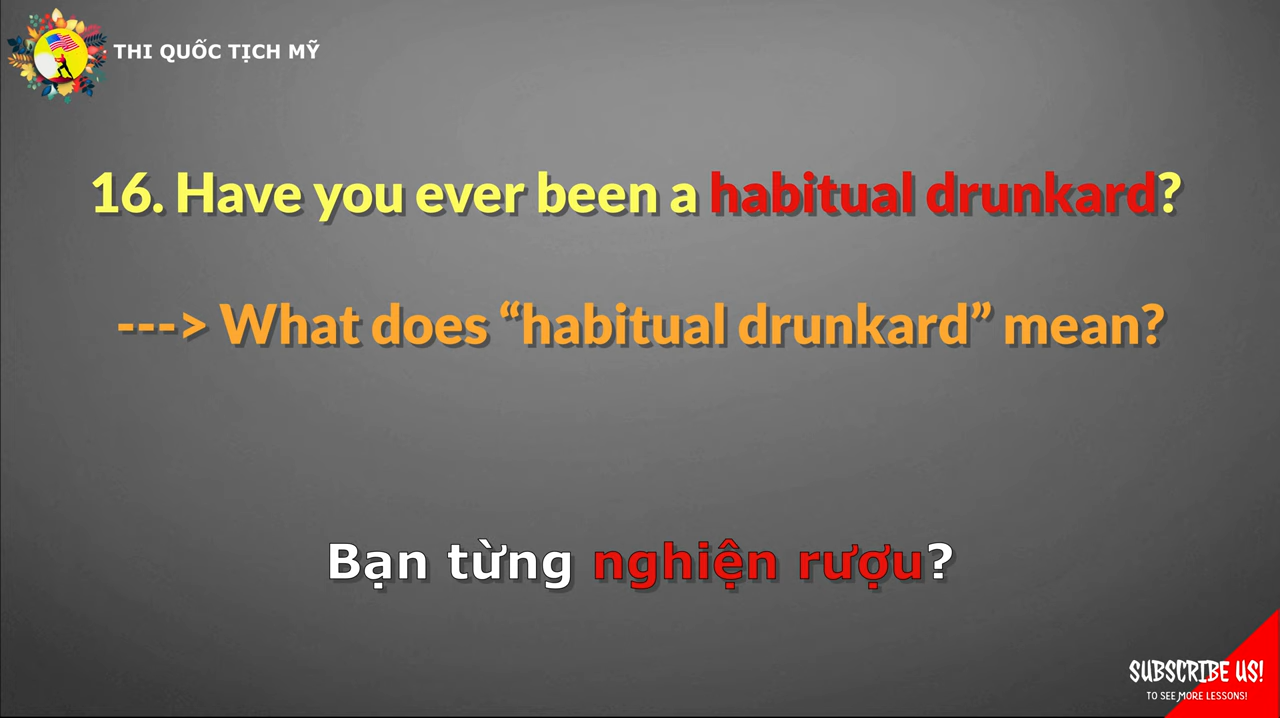 THI QUỐC TỊCH MỸ
16. Have you ever been a habitual drunkard?
---> What does “habitual drunkard” mean?
Bạn từng nghiện rượu?
SUBSCRIBE US!
TO SEE MORE LESSONS!